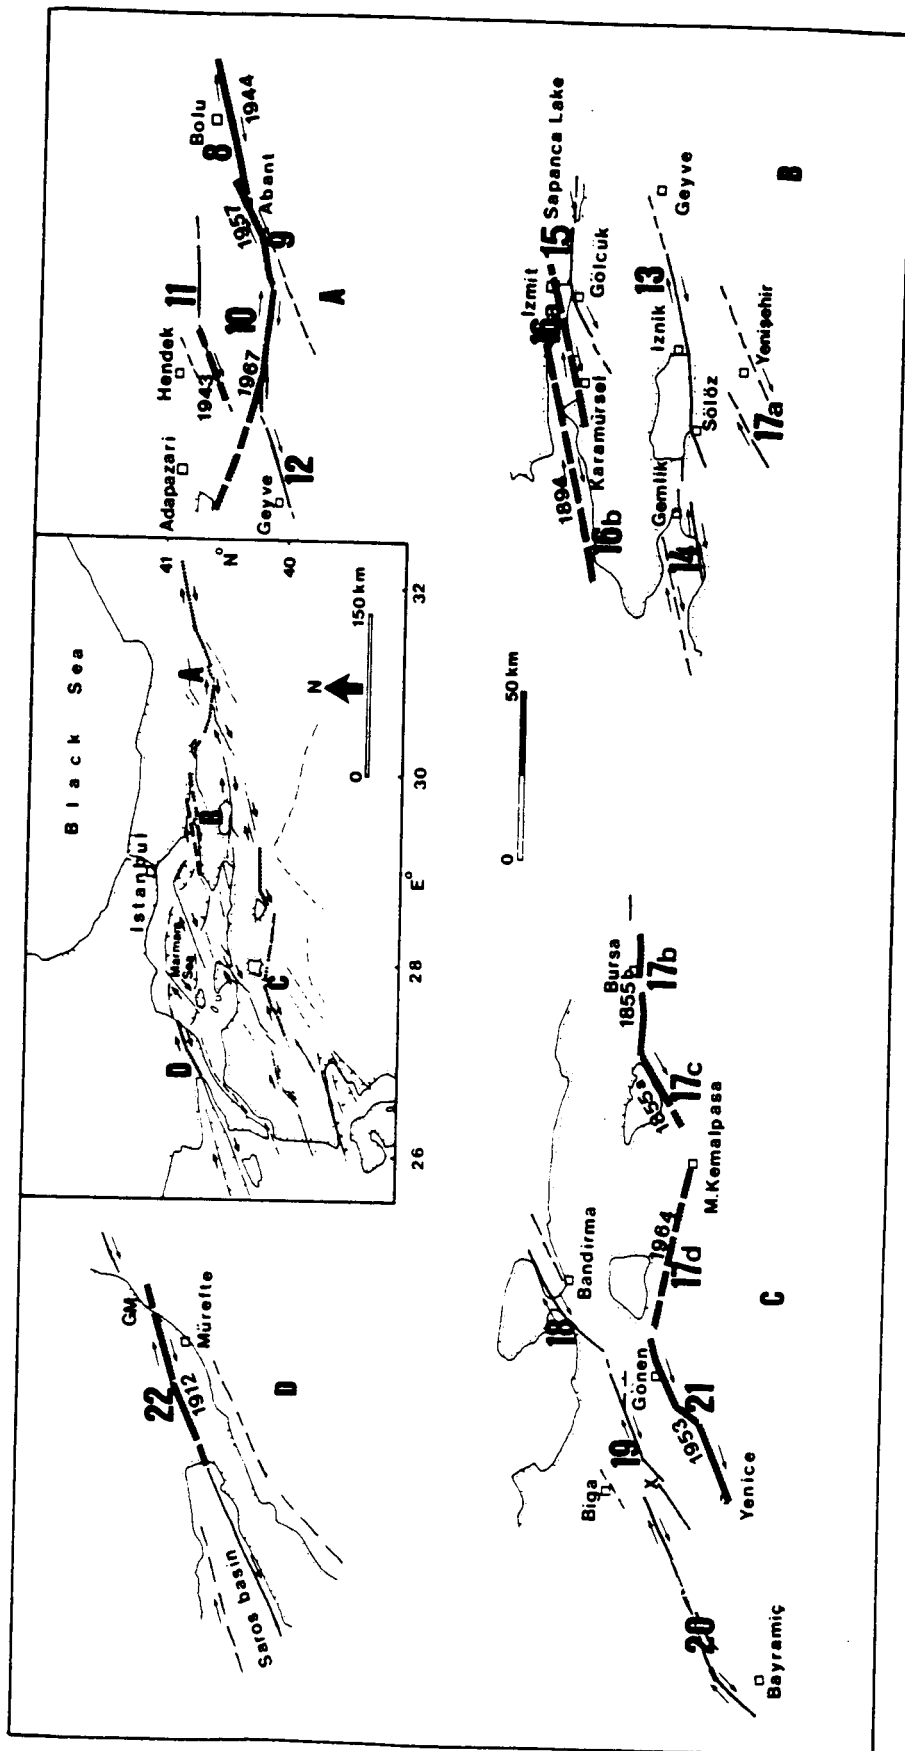 GM
Mürefte
22
1912
Saros basin
D
Black Sea
Istanbul
Marmara
Sea
A
B
C
D
41
N°
40
N
0
150 km
26
28
E°
30
32
Adapazari
Hendek
Bolu
8
1944
1957
Abant
9
11
10
1943
1967
Geyve
12
A
18
Bandirma
Biga
19
X
Gönen
1953
21
Yenice
20
Bayramiç
1964
17d
M.Kemalpasa
1855a
17c
1855b
Bursa
17b
C
0
50 km
Izmit
Sapanca Lake
16a
15
Gölcük
Karamürsel
1894
16b
Gemlik
14
Iznik
13
Geyve
Sölöz
Yenişehir
17a
B